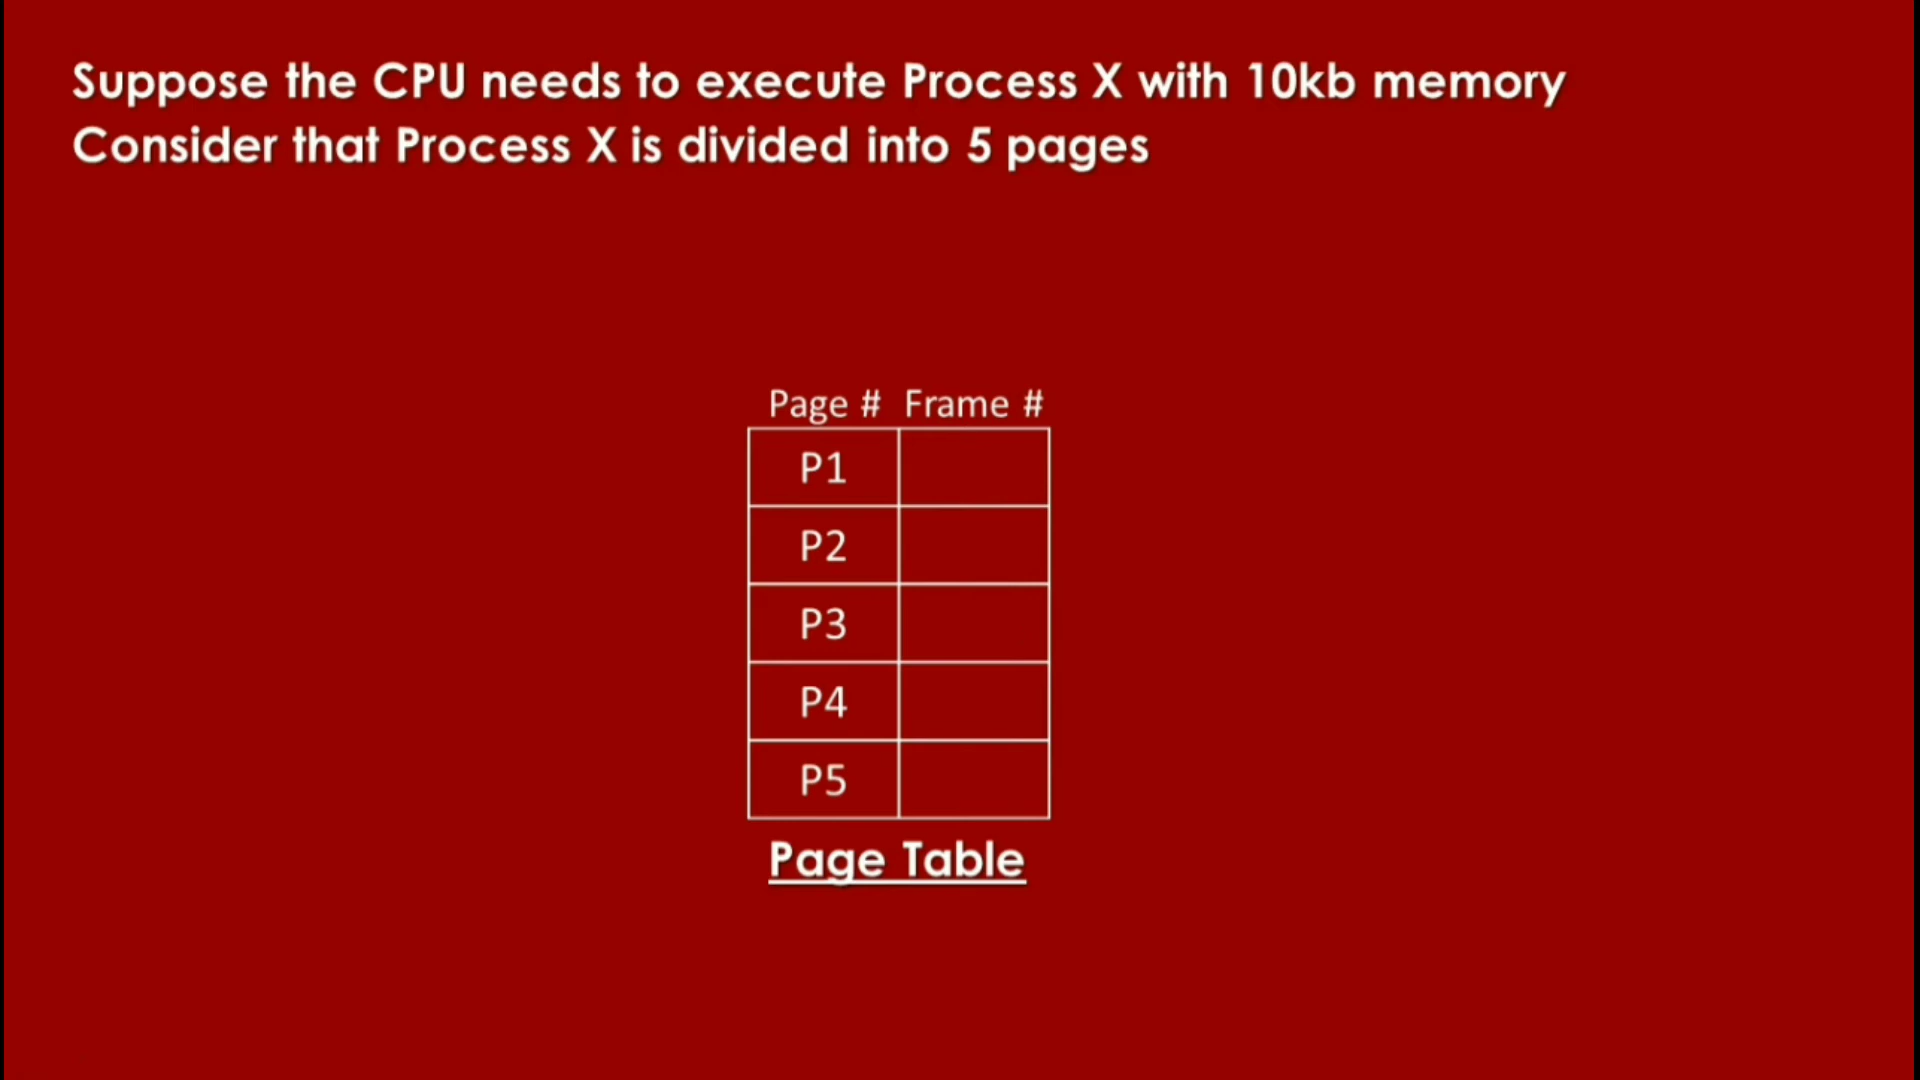 Suppose the CPU needs to execute Process X with 10kb memory
Consider that Process X is divided into 5 pages
Page # Frame #
P1
P2
P3
P4
P5
Page Table